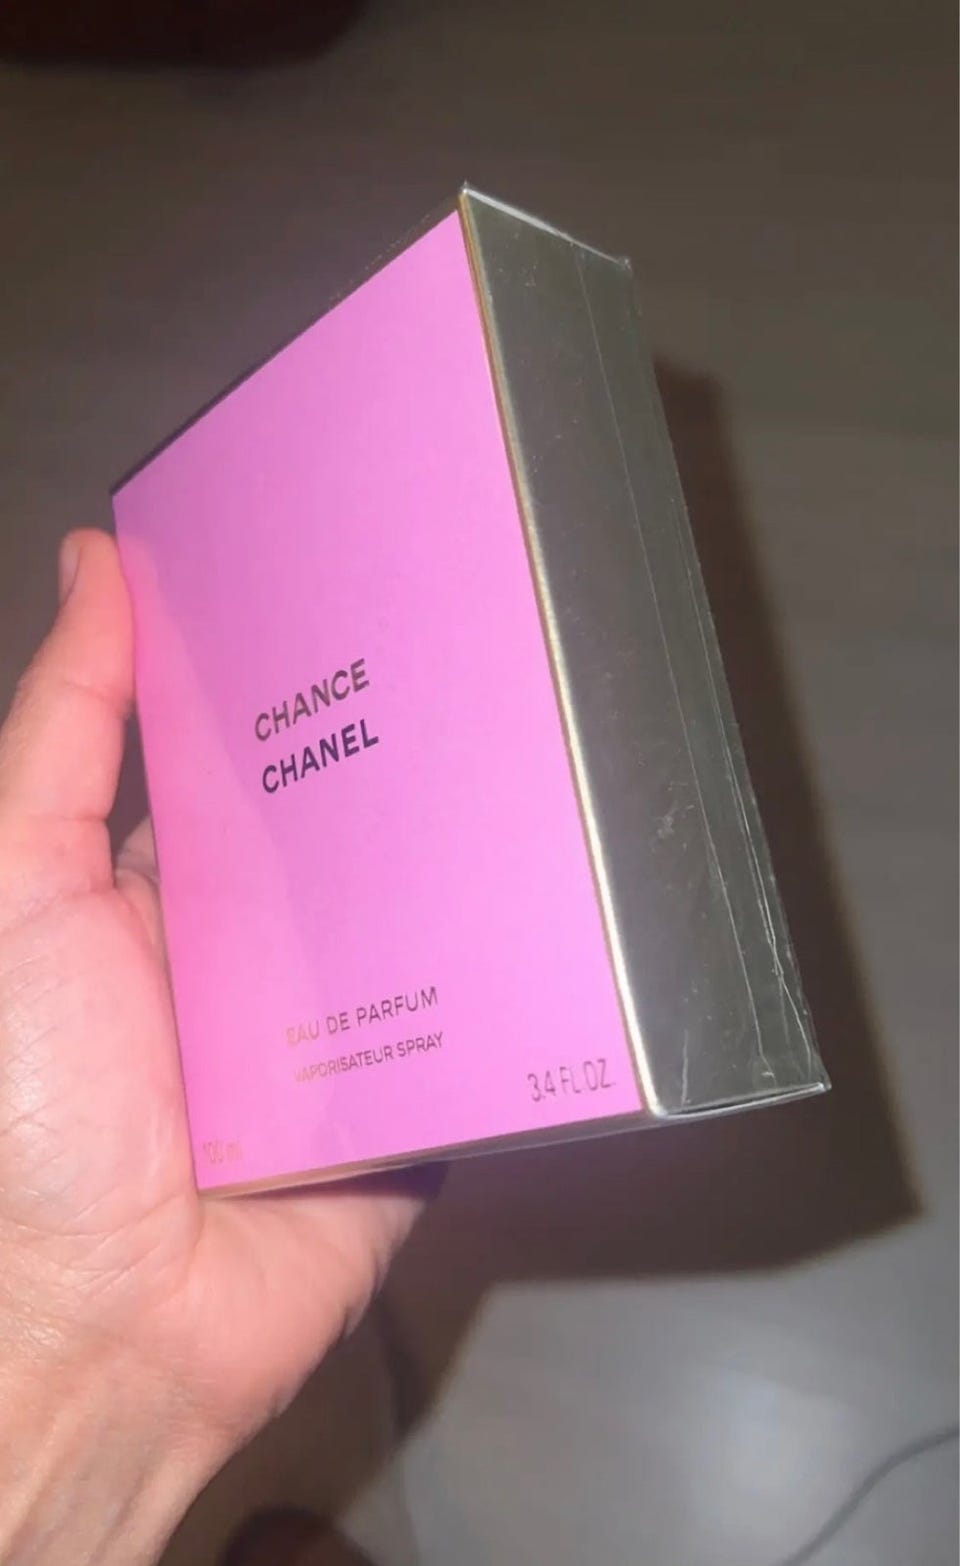 CHANCE
CHANEL
EAU DE PARFUM
VAPORISATEUR SPRAY
3.4 FL.OZ.
100 ml